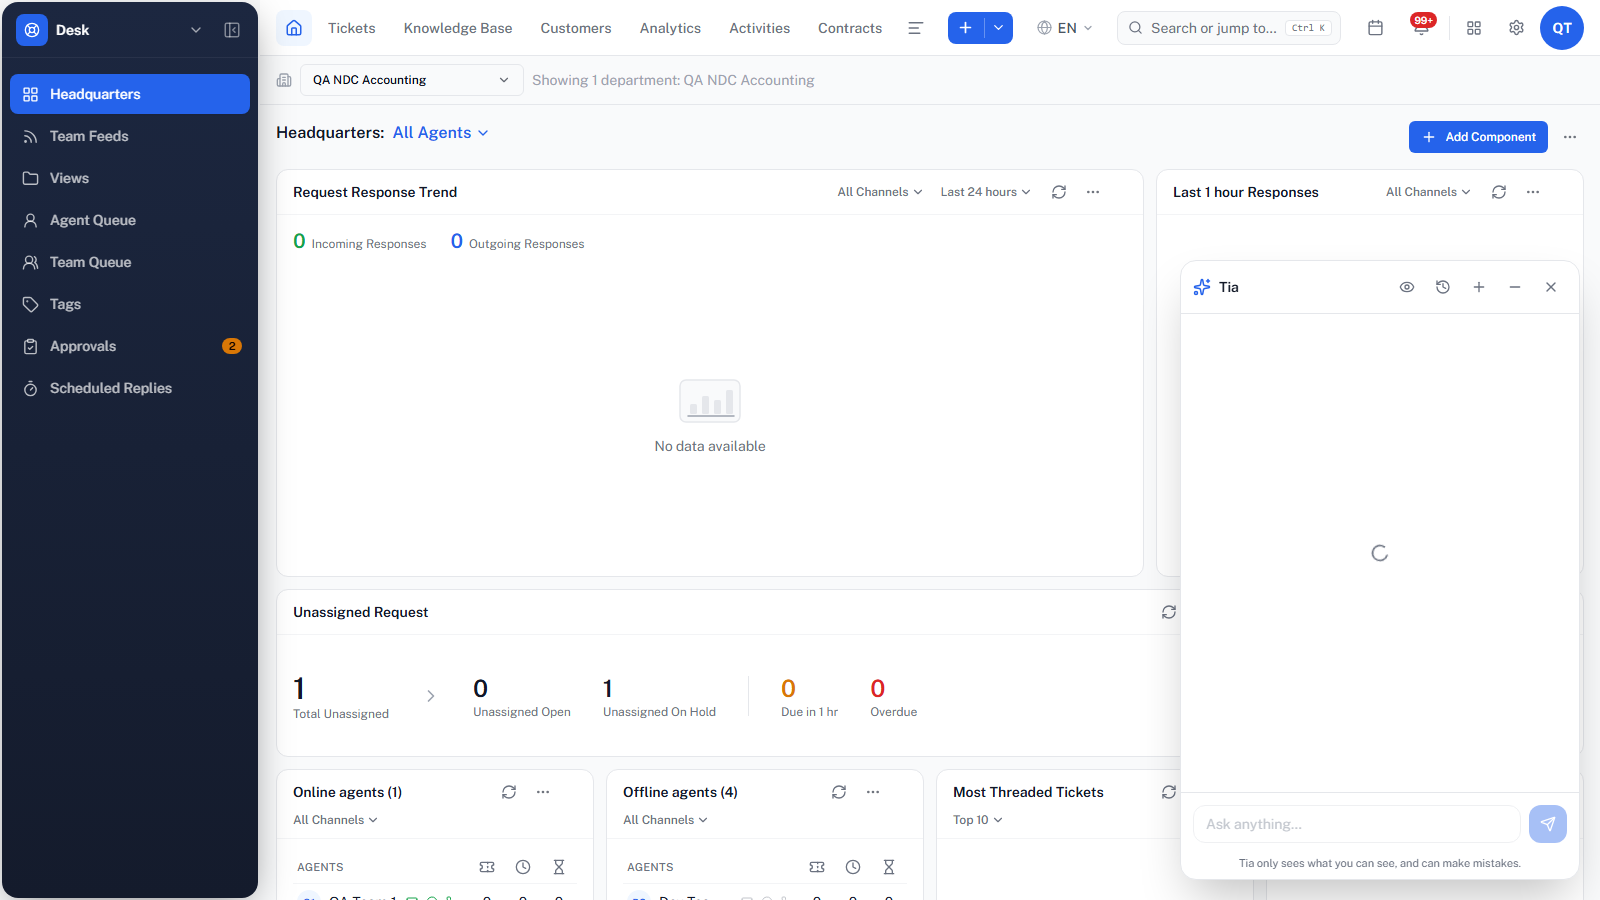 Desk
Tickets
Knowledge Base
Customers
Analytics
Activities
Contracts
EN
Search or jump to...
Ctrl K
99+
QT
Headquarters
Team Feeds
Views
Agent Queue
Team Queue
Tags
Approvals
2
Scheduled Replies
QA NDC Accounting
Showing 1 department: QA NDC Accounting
Headquarters: All Agents
Add Component
Request Response Trend
All Channels
Last 24 hours
0 Incoming Responses
0 Outgoing Responses
No data available
Last 1 hour Responses
All Channels
Tia
Ask anything...
Tia only sees what you can see, and can make mistakes.
Unassigned Request
1
Total Unassigned
0
Unassigned Open
1
Unassigned On Hold
0
Due in 1 hr
0
Overdue
Online agents (1)
All Channels
AGENTS
Offline agents (4)
All Channels
AGENTS
Most Threaded Tickets
Top 10